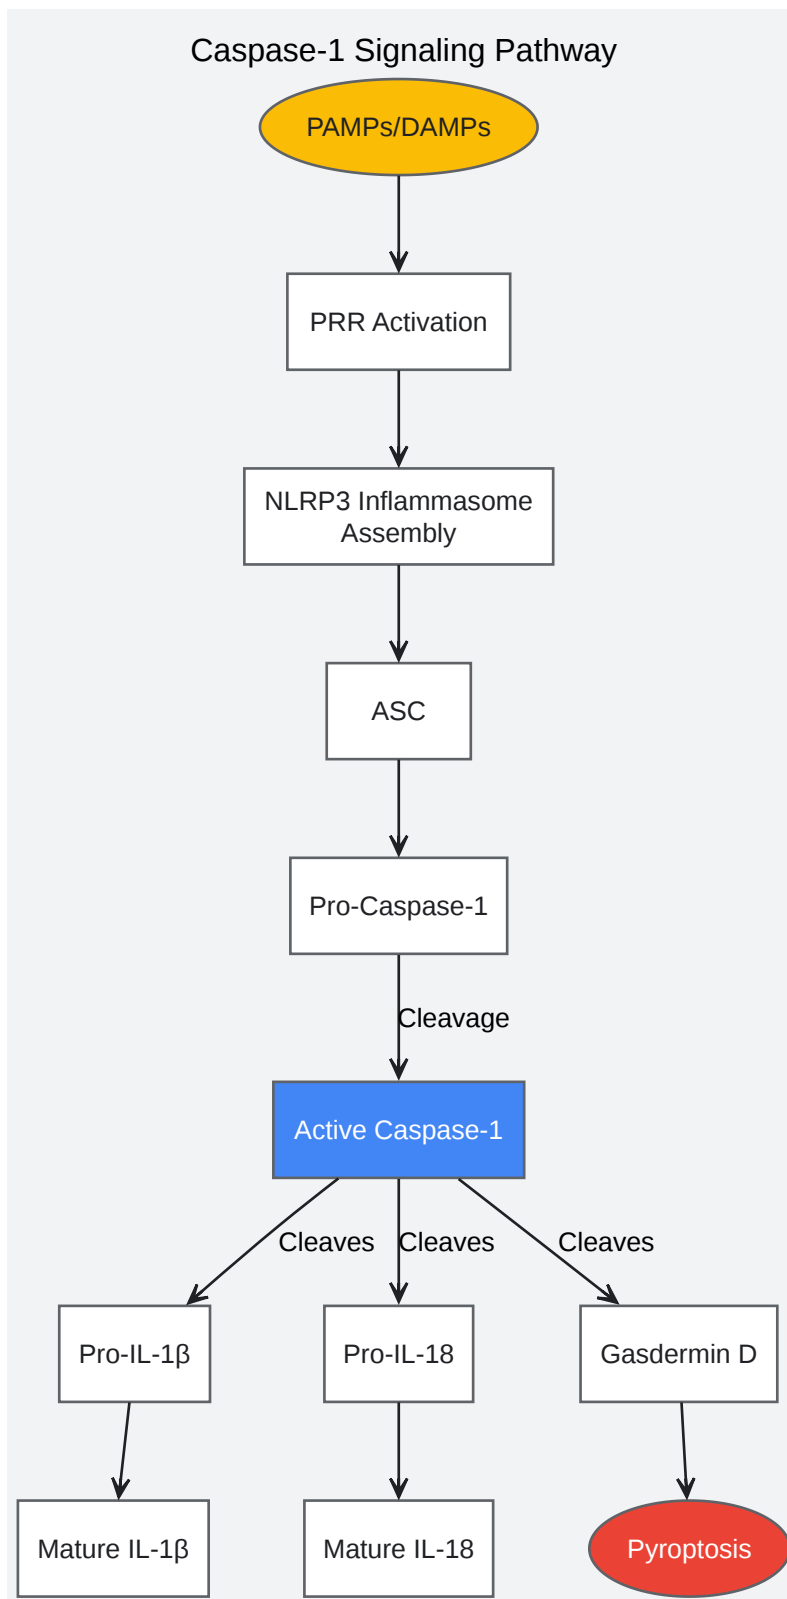 Caspase-1 Signaling Pathway
PAMPs/DAMPs
PRR Activation
NLRP3 Inflammasome
Assembly
ASC
Pro-Caspase-1
Cleavage
Active Caspase-1
Cleaves
Cleaves
Cleaves
Pro-IL-1β
Pro-IL-18
Gasdermin D
Mature IL-1β
Mature IL-18
Pyroptosis